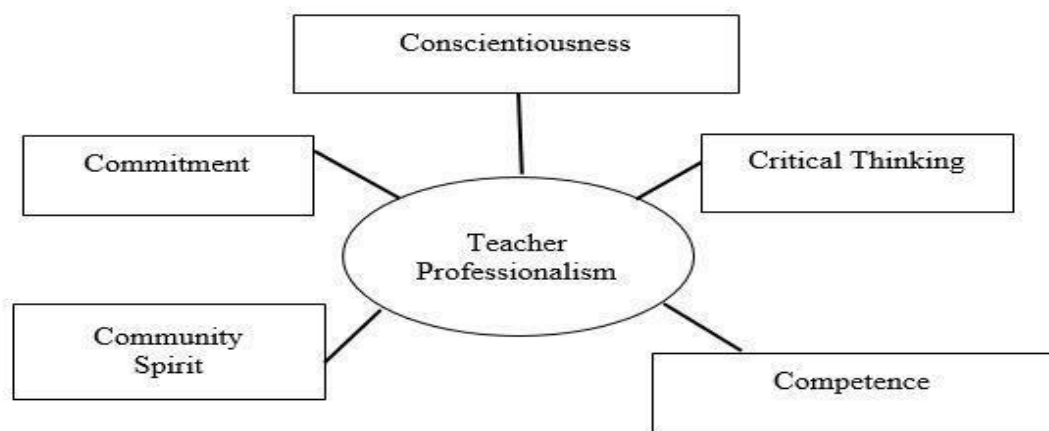 Conscientiousness
Commitment
Critical Thinking
Teacher
Professionalism
Community
Spirit
Competence